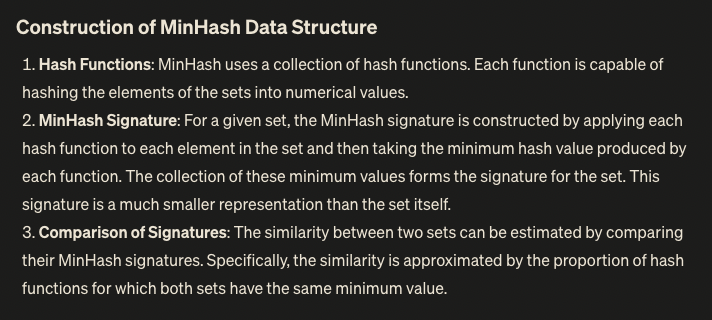 Construction of MinHash Data Structure
1. Hash Functions: MinHash uses a collection of hash functions. Each function is capable of
hashing the elements of the sets into numerical values.
2. MinHash Signature: For a given set, the MinHash signature is constructed by applying each
hash function to each element in the set and then taking the minimum hash value produced by
each function. The collection of these minimum values forms the signature for the set. This
signature is a much smaller representation than the set itself.
3. Comparison of Signatures: The similarity between two sets can be estimated by comparing
their MinHash signatures. Specifically, the similarity is approximated by the proportion of hash
functions for which both sets have the same minimum value.